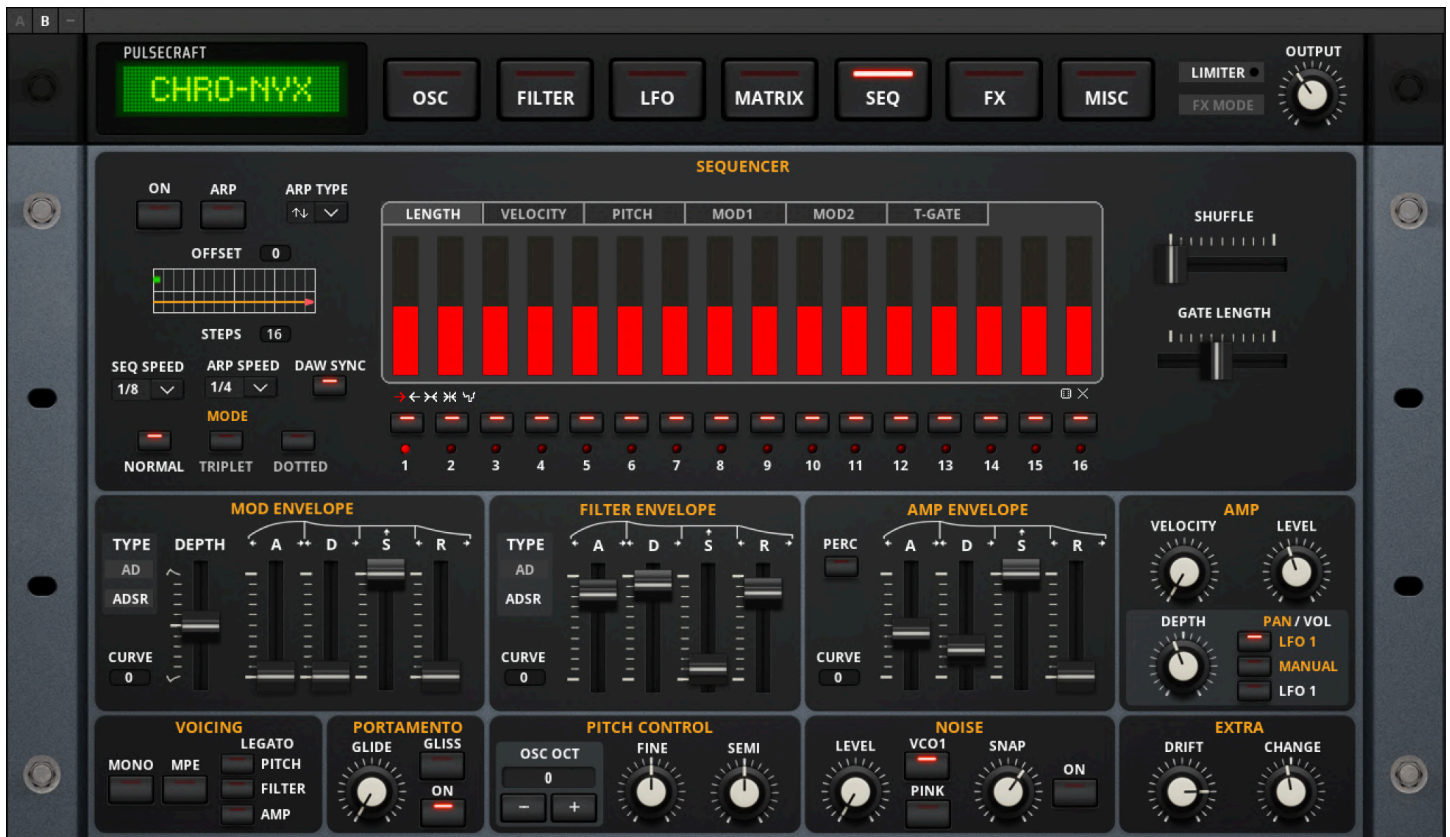 A B –
PULSECRAFT
CHRO-NYX
OSC FILTER LFO MATRIX SEQ FX MISC
LIMITER
FX MODE
OUTPUT
SEQUENCER
ON ARP ARP TYPE
OFFSET 0
STEPS 16
SEQ SPEED ARP SPEED DAW SYNC
1/8 1/4
MODE
NORMAL TRIPLET DOTTED
LENGTH VELOCITY PITCH MOD1 MOD2 T-GATE
1 2 3 4 5 6 7 8 9 10 11 12 13 14 15 16
SHUFFLE
GATE LENGTH
MOD ENVELOPE
TYPE DEPTH A D S R
AD
ADSR
CURVE
0
FILTER ENVELOPE
TYPE A D S R
AD
ADSR
CURVE
0
AMP ENVELOPE
PERC A D S R
CURVE
0
AMP
VELOCITY LEVEL
DEPTH PAN / VOL
LFO 1
MANUAL
LFO 1
VOICING
LEGATO
MONO MPE PITCH
FILTER
AMP
PORTAMENTO
GLIDE GLISS
ON
PITCH CONTROL
OSC OCT FINE SEMI
0
− +
NOISE
LEVEL VCO1 SNAP
PINK ON
EXTRA
DRIFT CHANGE